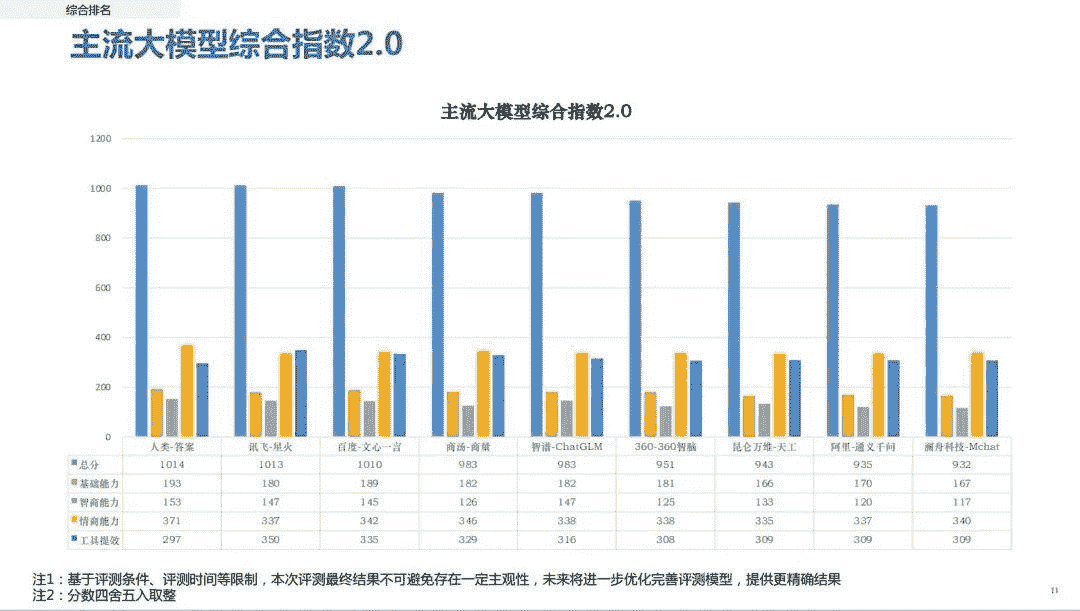 综合排名
主流大模型综合指数2.0
主流大模型综合指数2.0
1200
1000
800
600
400
200
0
人类-答案 讯飞-星火 百度-文心一言 商汤-商量 智谱-ChatGLM 360-360智脑 昆仑万维-天工 阿里-通义千问 澜舟科技-Mchat
总分 1014 1013 1010 983 983 951 943 935 932
基础能力 193 180 189 182 182 181 166 170 167
智商能力 153 147 145 126 147 125 133 120 117
情商能力 371 337 342 346 338 338 335 337 340
工具提效 297 350 335 329 316 308 309 309 309
注1：基于评测条件、评测时间等限制，本次评测最终结果不可避免存在一定主观性，未来将进一步优化完善评测模型，提供更精确结果
注2：分数四舍五入取整
11